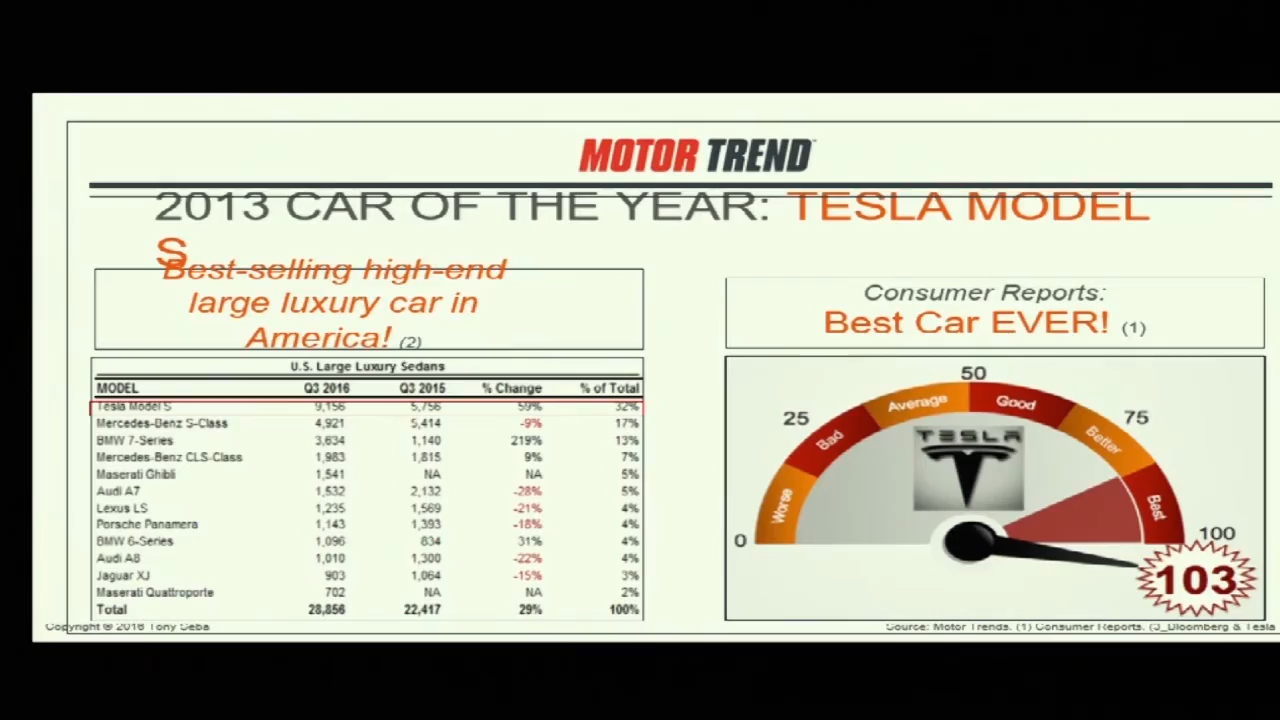 MOTOR TREND
2013 CAR OF THE YEAR: TESLA MODEL
S
Best-selling high-end
large luxury car in
America! (2)
U.S. Large Luxury Sedans
MODEL Q3 2016 Q3 2015 % Change % of Total
Tesla Model S 9,156 5,756 59% 32%
Mercedes-Benz S-Class 4,921 5,414 -9% 17%
BMW 7-Series 3,634 1,140 219% 13%
Mercedes-Benz CLS-Class 1,983 1,815 9% 7%
Maserati Ghibli 1,541 NA NA 5%
Audi A7 1,532 2,132 -28% 5%
Lexus LS 1,235 1,569 -21% 4%
Porsche Panamera 1,143 1,393 -18% 4%
BMW 6-Series 1,096 834 31% 4%
Audi A8 1,010 1,300 -22% 4%
Jaguar XJ 903 1,064 -15% 3%
Maserati Quattroporte 702 NA NA 2%
Total 28,856 22,417 29% 100%
Consumer Reports:
Best Car EVER! (1)
0
25
50
75
100
Worse
Bad
Average
Good
Better
Best
TESLA
103
Copyright © 2016 Tony Seba
Source: Motor Trends. (1) Consumer Reports. (3_Bloomberg & Tesla